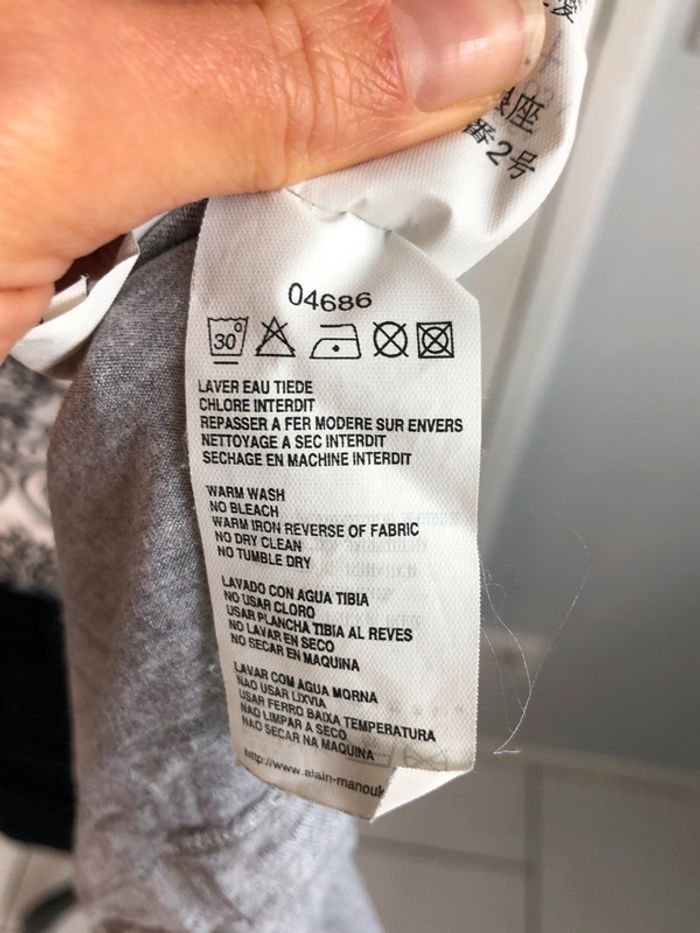 座
番2号
04686
30°
LAVER EAU TIEDE
CHLORE INTERDIT
REPASSER A FER MODERE SUR ENVERS
NETTOYAGE A SEC INTERDIT
SECHAGE EN MACHINE INTERDIT
WARM WASH
NO BLEACH
WARM IRON REVERSE OF FABRIC
NO DRY CLEAN
NO TUMBLE DRY
LAVADO CON AGUA TIBIA
NO USAR CLORO
USAR PLANCHA TIBIA AL REVES
NO LAVAR EN SECO
NO SECAR EN MAQUINA
LAVAR COM AGUA MORNA
NAO USAR LIXVIA
USAR FERRO BAIXA TEMPERATURA
NAO LIMPAR A SECO
NAO SECAR NA MAQUINA
http://www.alain-manouk